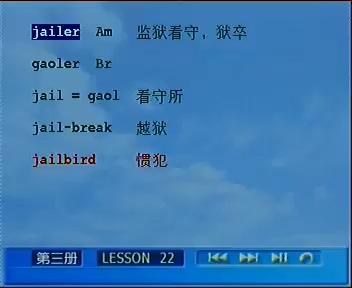 jailer Am 监狱看守，狱卒
gaoler Br
jail = gaol 看守所
jail-break 越狱
jailbird 惯犯
第三册 LESSON 22